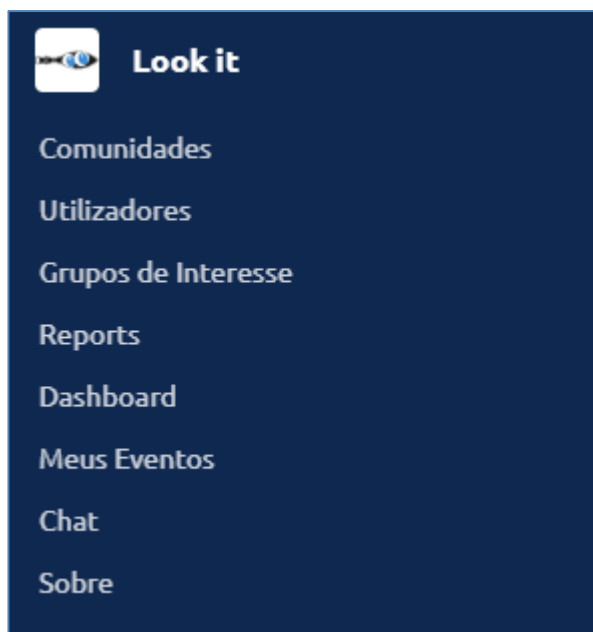 Look it
Comunidades
Utilizadores
Grupos de Interesse
Reports
Dashboard
Meus Eventos
Chat
Sobre